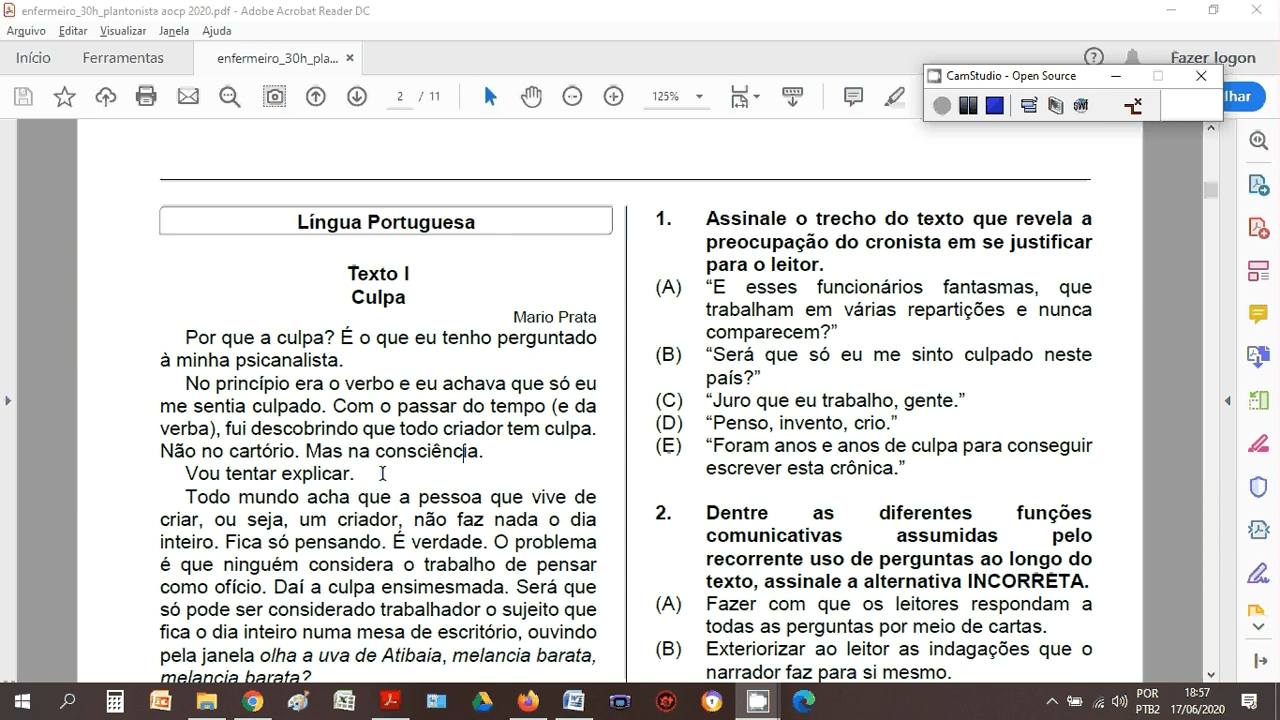 enfermeiro_30h_plantonista aocp 2020.pdf - Adobe Acrobat Reader DC
Arquivo Editar Visualizar Janela Ajuda
Início Ferramentas enfermeiro_30h_pla... Fazer logon
CamStudio - Open Source
2 / 11 125% lhar
Língua Portuguesa
Texto I
Culpa
Mario Prata
Por que a culpa? É o que eu tenho perguntado
à minha psicanalista.
No princípio era o verbo e eu achava que só eu
me sentia culpado. Com o passar do tempo (e da
verba), fui descobrindo que todo criador tem culpa.
Não no cartório. Mas na consciência.
Vou tentar explicar.
Todo mundo acha que a pessoa que vive de
criar, ou seja, um criador, não faz nada o dia
inteiro. Fica só pensando. É verdade. O problema
é que ninguém considera o trabalho de pensar
como ofício. Daí a culpa ensimesmada. Será que
só pode ser considerado trabalhador o sujeito que
fica o dia inteiro numa mesa de escritório, ouvindo
pela janela olha a uva de Atibaia, melancia barata,
melancia barata?
1. Assinale o trecho do texto que revela a
preocupação do cronista em se justificar
para o leitor.
(A) “E esses funcionários fantasmas, que
trabalham em várias repartições e nunca
comparecem?”
(B) “Será que só eu me sinto culpado neste
país?”
(C) “Juro que eu trabalho, gente.”
(D) “Penso, invento, crio.”
(E) “Foram anos e anos de culpa para conseguir
escrever esta crônica.”
2. Dentre as diferentes funções
comunicativas assumidas pelo
recorrente uso de perguntas ao longo do
texto, assinale a alternativa INCORRETA.
(A) Fazer com que os leitores respondam a
todas as perguntas por meio de cartas.
(B) Exteriorizar ao leitor as indagações que o
narrador faz para si mesmo.
POR 18:57
PTB2 17/06/2020